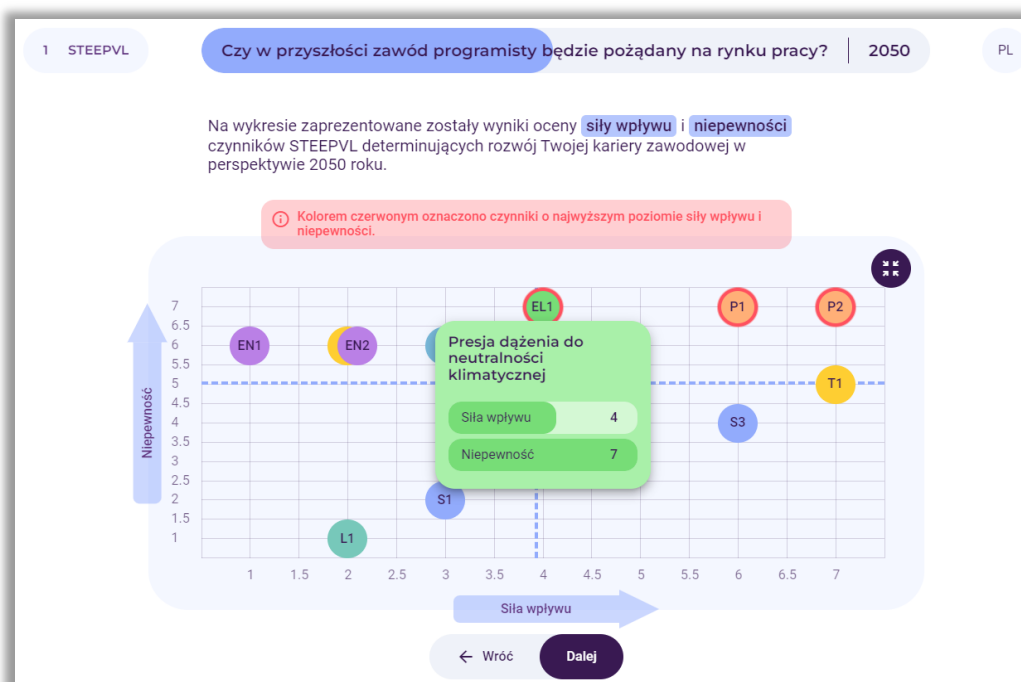 1 STEEPVL
Czy w przyszłości zawód programisty będzie pożądany na rynku pracy? 2050
PL
Na wykresie zaprezentowane zostały wyniki oceny siły wpływu i niepewności
czynników STEEPVL determinujących rozwój Twojej kariery zawodowej w
perspektywie 2050 roku.
Kolorem czerwonym oznaczono czynniki o najwyższym poziomie siły wpływu i
niepewności.
7
6.5
6
5.5
5
4.5
4
3.5
3
2.5
2
1.5
1
Niepewność
EL1
P1
P2
EN1
EN2
T1
S3
S1
L1
Presja dążenia do
neutralności
klimatycznej
Siła wpływu 4
Niepewność 7
1 1.5 2 2.5 3 3.5 4 4.5 5 5.5 6 6.5 7
Siła wpływu
← Wróć
Dalej